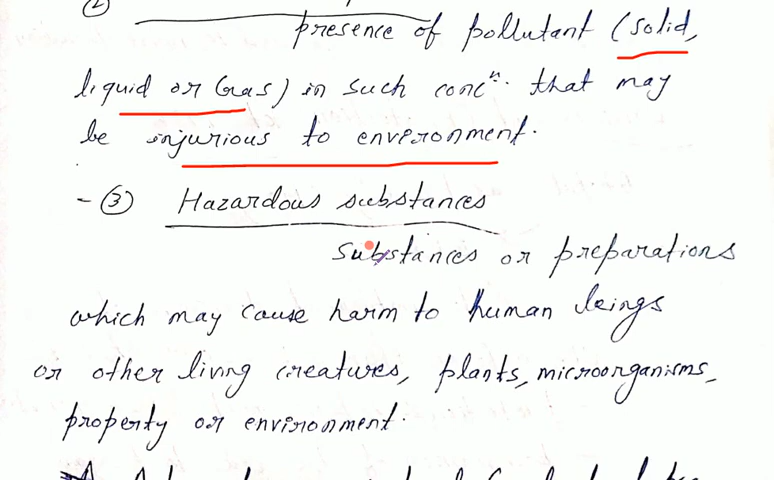 (2)
presence of pollutant (solid,
liquid or Gas) in such concⁿ. that may
be injurious to environment.
- (3) Hazardous substances
Substances or preparations
which may cause harm to human beings
or other living creatures, plants, microorganisms,
property or environment.